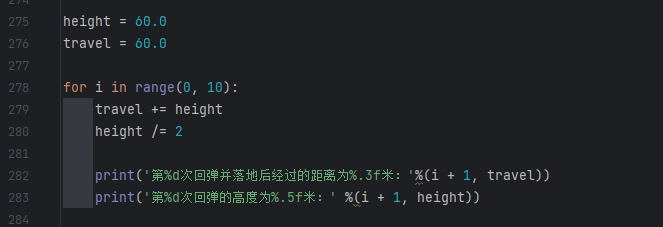 275 height = 60.0
276 travel = 60.0
277
278 for i in range(0, 10):
279     travel += height
280     height /= 2
281
282     print('第%d次回弹并落地后经过的距离为%.3f米：'%(i + 1, travel))
283     print('第%d次回弹的高度为%.5f米：' %(i + 1, height))
284